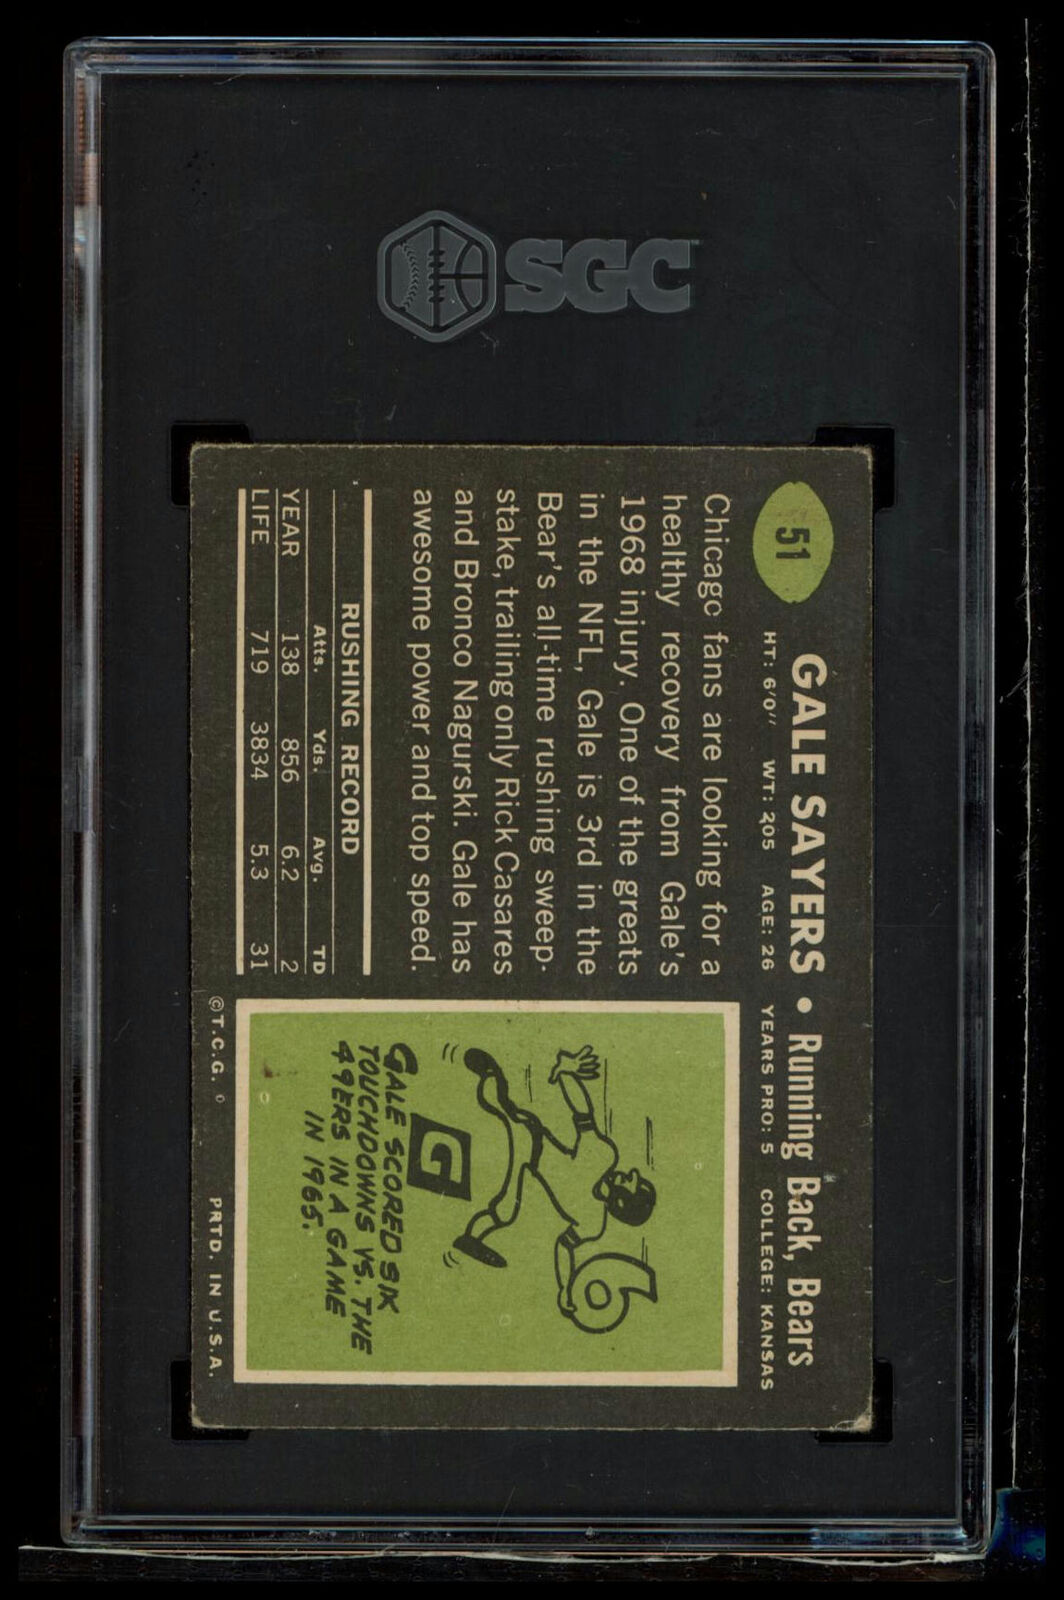 SGC
51
GALE SAYERS • Running Back, Bears
HT: 6'0" WT: 205 AGE: 26 YEARS PRO: 5 COLLEGE: KANSAS
Chicago fans are looking for a
healthy recovery from Gale's
1968 injury. One of the greats
in the NFL, Gale is 3rd in the
Bear's all-time rushing sweep-
stake, trailing only Rick Casares
and Bronco Nagurski. Gale has
awesome power and top speed.
RUSHING RECORD
Atts. Yds. Avg. TD
YEAR 138 856 6.2 2
LIFE 719 3834 5.3 31
6
G
GALE SCORED SIX
TOUCHDOWNS VS. THE
49ERS IN A GAME
IN 1965.
©T.C.G. PRTD. IN U.S.A.